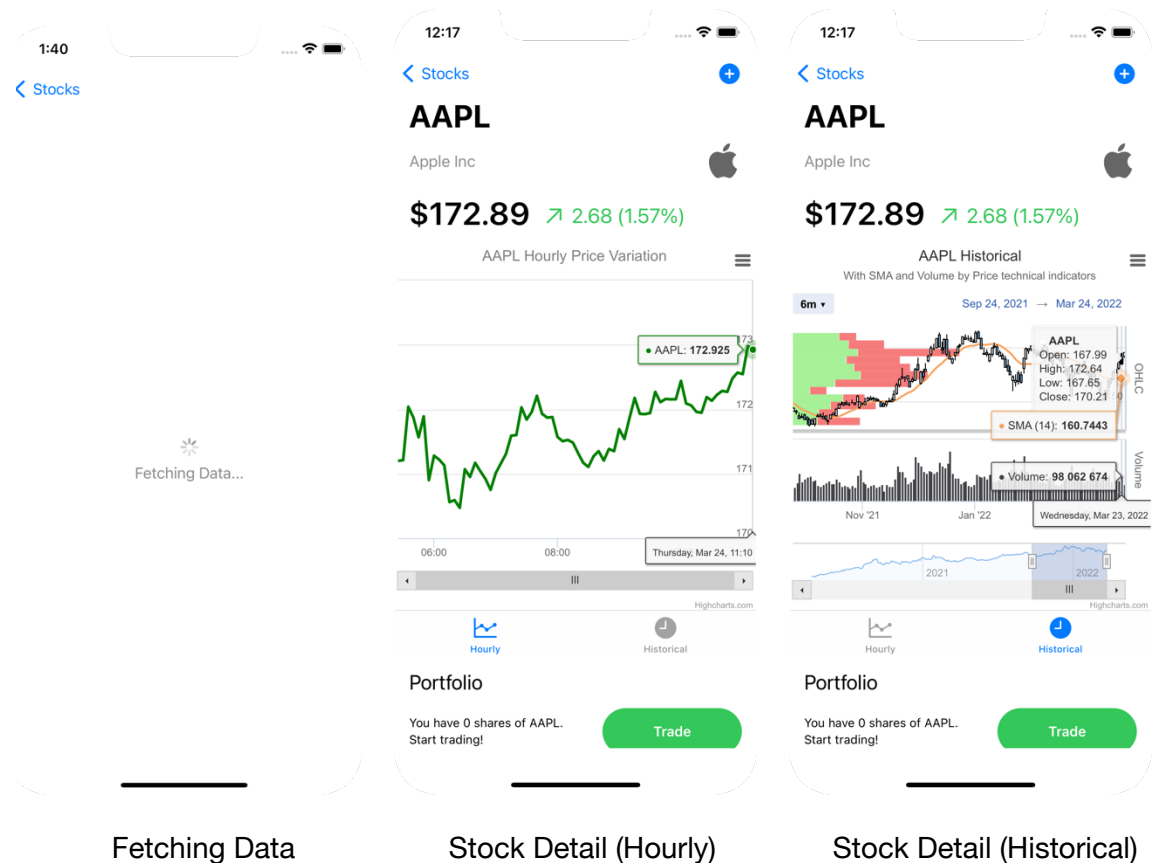 1:40
Stocks
Fetching Data...
Fetching Data
12:17
Stocks
AAPL
Apple Inc
$172.89 2.68 (1.57%)
AAPL Hourly Price Variation
173
AAPL: 172.925
172
171
170
06:00 08:00 Thursday, Mar 24, 11:10
Highcharts.com
Hourly Historical
Portfolio
You have 0 shares of AAPL.
Start trading!
Trade
Stock Detail (Hourly)
12:17
Stocks
AAPL
Apple Inc
$172.89 2.68 (1.57%)
AAPL Historical
With SMA and Volume by Price technical indicators
6m ▾ Sep 24, 2021 → Mar 24, 2022
AAPL
Open: 167.99
High: 172.64
Low: 167.65
Close: 170.21
OHLC
SMA (14): 160.7443
Volume
Volume: 98 062 674
Nov '21 Jan '22 Wednesday, Mar 23, 2022
2021 2022
Highcharts.com
Hourly Historical
Portfolio
You have 0 shares of AAPL.
Start trading!
Trade
Stock Detail (Historical)